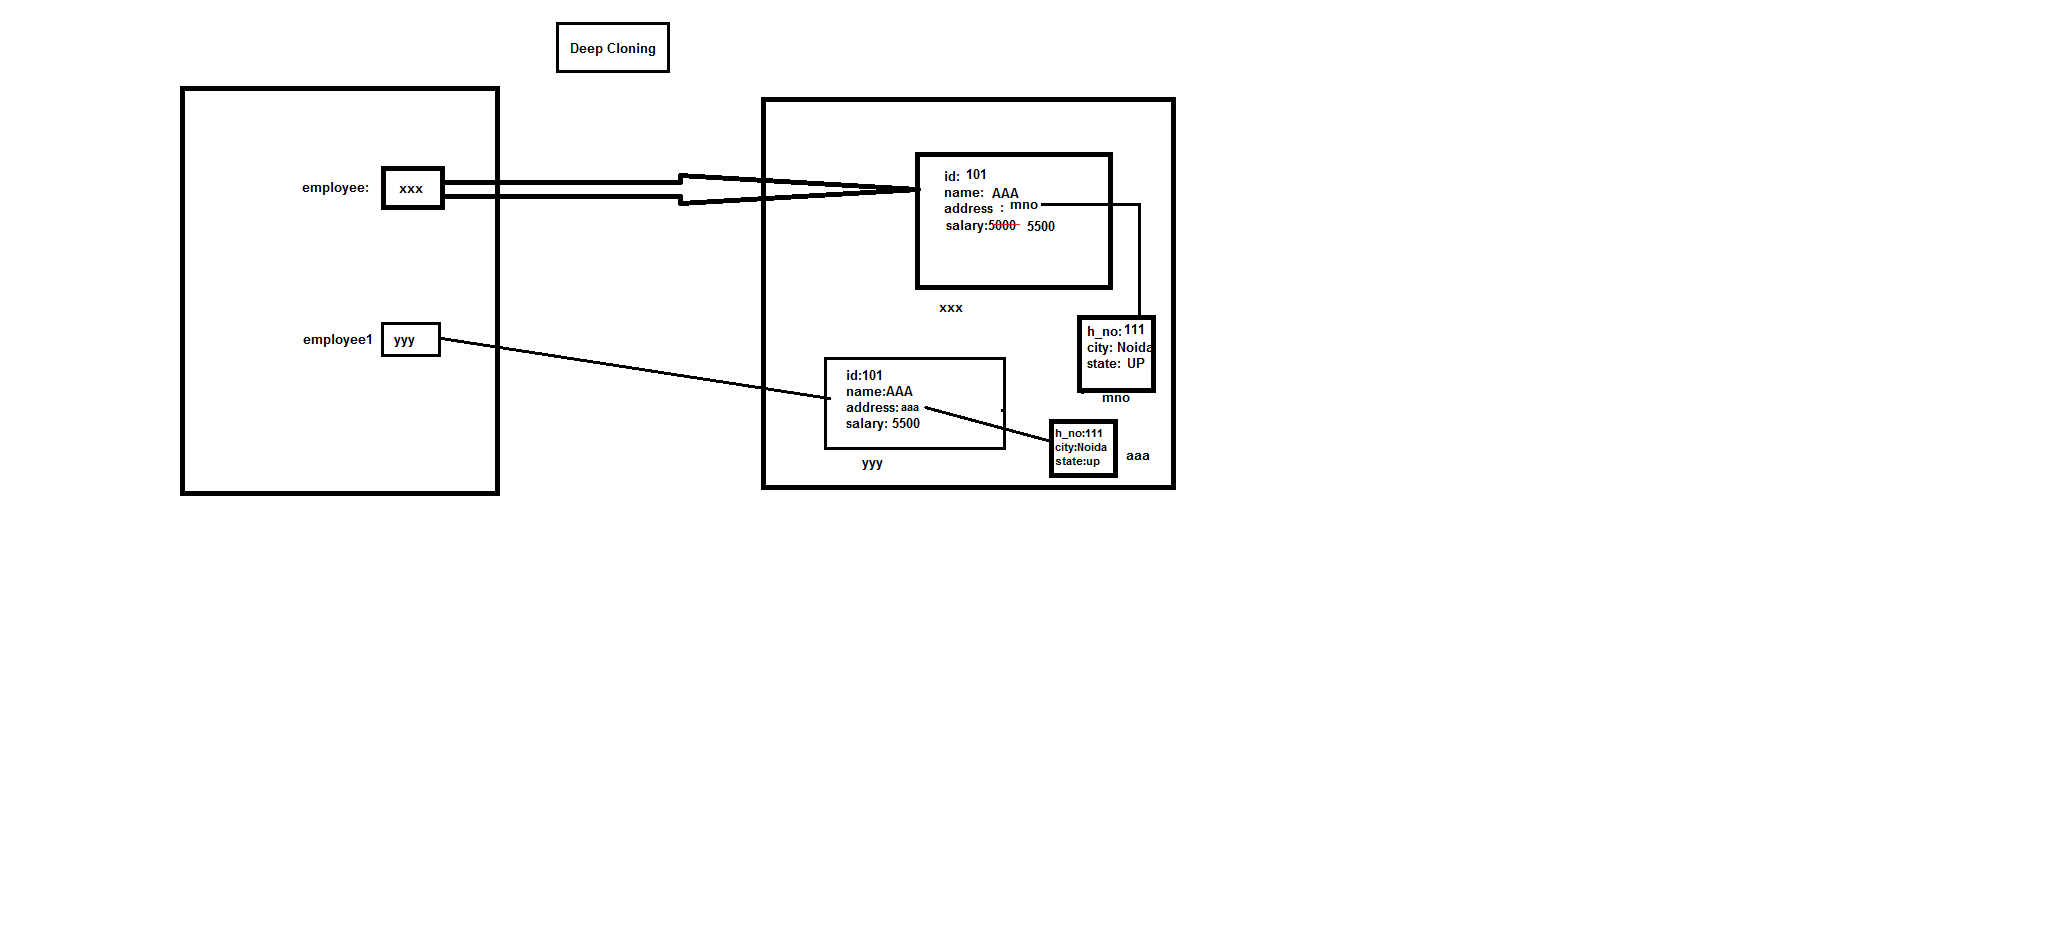 Deep Cloning
employee: xxx
id: 101
name: AAA
address : mno
salary:5000 5500
xxx
employee1 yyy
h_no: 111
city: Noida
state: UP
mno
id:101
name:AAA
address:aaa
salary: 5500
yyy
h_no:111
city:Noida
state:up
aaa